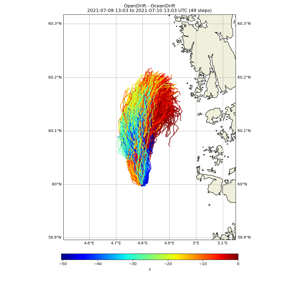 OpenDrift - OceanDrift
2021-07-09 13:03 to 2021-07-10 13:03 UTC (49 steps)
60.3°N 60.3°N
60.2°N 60.2°N
60.1°N 60.1°N
60°N 60°N
59.9°N 59.9°N
4.6°E 4.7°E 4.8°E 4.9°E 5°E 5.1°E
−50 −40 −30 −20 −10 0
z